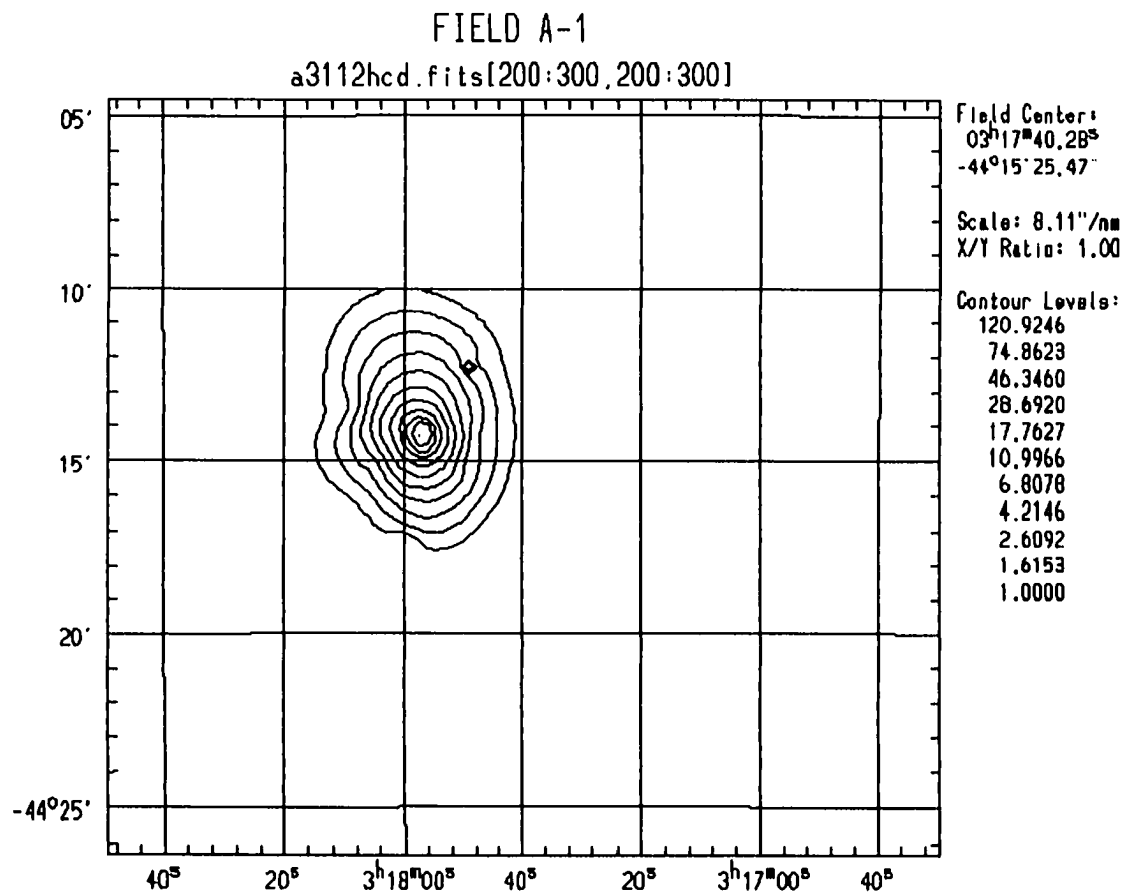 FIELD A-1
a3112hcd.fits[200:300,200:300]
Field Center:
03h17m40.28s
-44°15'25.47"
Scale: 8.11"/mm
X/Y Ratio: 1.00
Contour Levels:
120.9246
74.8623
46.3460
28.6920
17.7627
10.9966
6.8078
4.2146
2.6092
1.6153
1.0000
05'
10'
15'
20'
-44°25'
40s 20s 3h18m00s 40s 20s 3h17m00s 40s